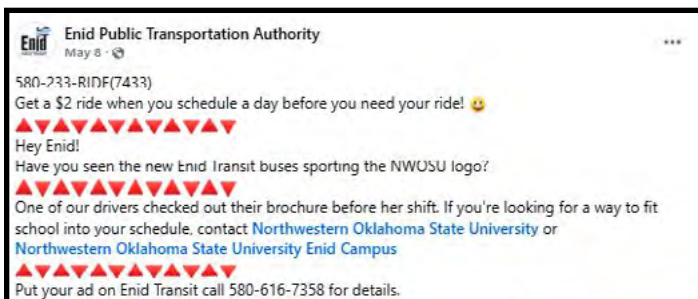 Enid
Enid Public Transportation Authority
May 8 ·
580-233-RIDE(7433)
Get a $2 ride when you schedule a day before you need your ride! 😀
🔺🔻🔺🔻🔺🔻🔺🔻🔺🔻🔺🔻
Hey Enid!
Have you seen the new Enid Transit buses sporting the NWOSU logo?
🔺🔻🔺🔻🔺🔻🔺🔻🔺🔻🔺🔻
One of our drivers checked out their brochure before her shift. If you're looking for a way to fit
school into your schedule, contact Northwestern Oklahoma State University or
Northwestern Oklahoma State University Enid Campus
🔺🔻🔺🔻🔺🔻🔺🔻🔺🔻🔺🔻
Put your ad on Enid Transit call 580-616-7358 for details.